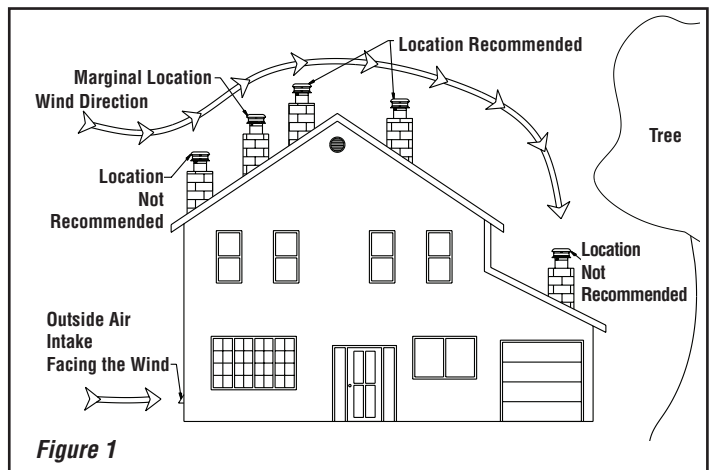 Location Recommended
Marginal Location
Wind Direction
Location
Not
Recommended
Tree
Location
Not
Recommended
Outside Air
Intake
Facing the Wind
Figure 1